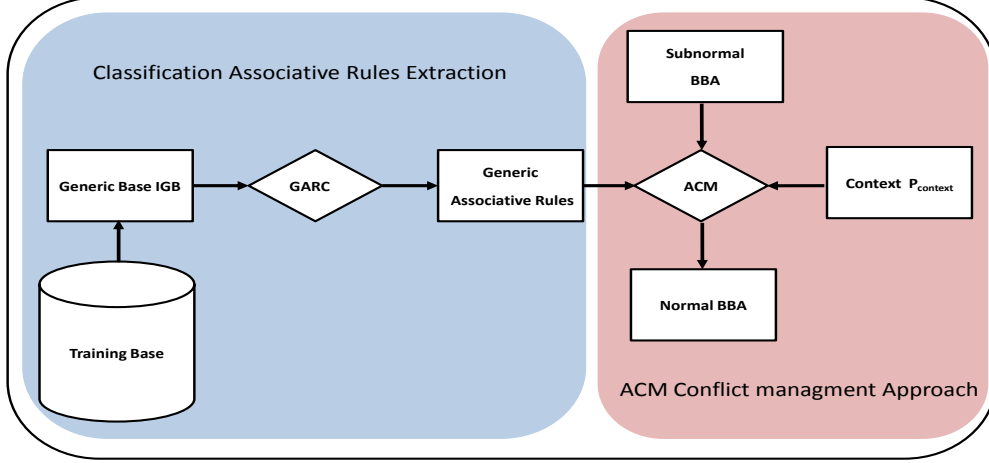 Classification Associative Rules Extraction
Generic Base IGB
GARC
Generic
Associative Rules
Training Base
Subnormal
BBA
ACM
Context P_context
Normal BBA
ACM Conflict managment Approach